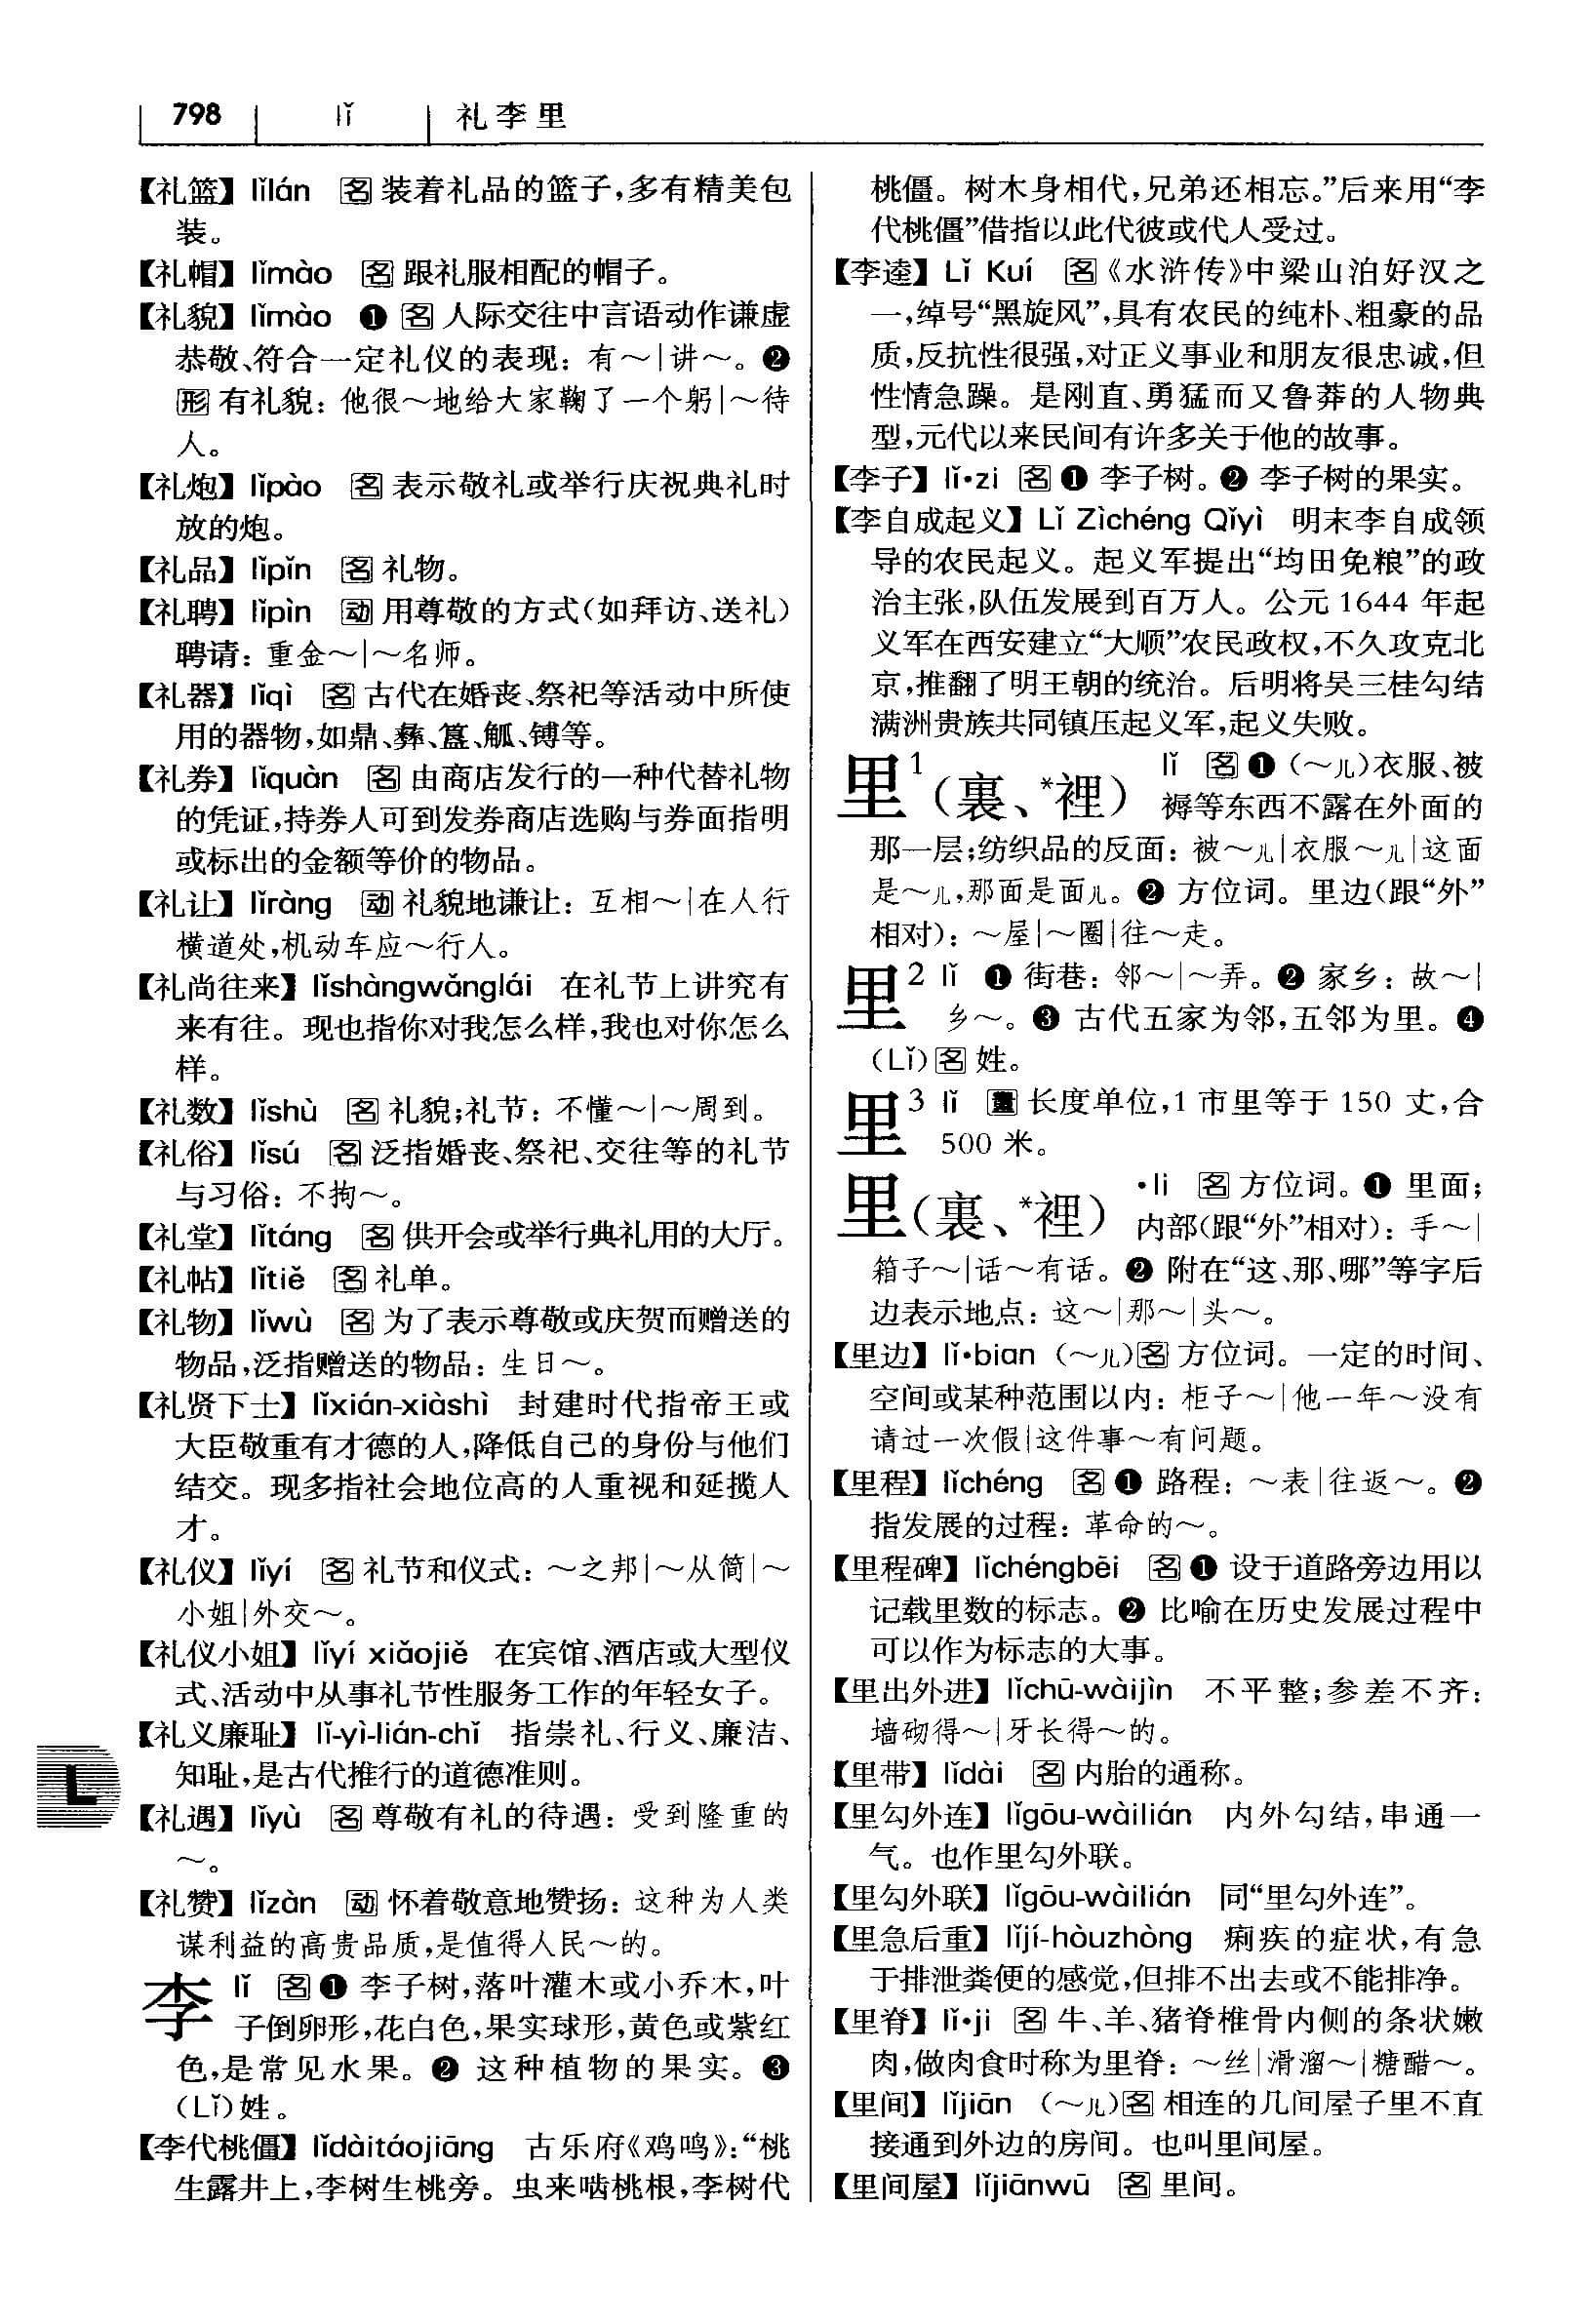 798 lǐ 礼李里
【礼篮】lǐlán 名 装着礼品的篮子,多有精美包
装。
【礼帽】lǐmào 名 跟礼服相配的帽子。
【礼貌】lǐmào ❶ 名 人际交往中言语动作谦虚
恭敬、符合一定礼仪的表现：有～|讲～。❷
形 有礼貌：他很～地给大家鞠了一个躬|～待
人。
【礼炮】lǐpào 名 表示敬礼或举行庆祝典礼时
放的炮。
【礼品】lǐpǐn 名 礼物。
【礼聘】lǐpìn 动 用尊敬的方式(如拜访、送礼)
聘请：重金～|～名师。
【礼器】lǐqì 名 古代在婚丧、祭祀等活动中所使
用的器物,如鼎、彝、簋、觚、镈等。
【礼券】lǐquàn 名 由商店发行的一种代替礼物
的凭证,持券人可到发券商店选购与券面指明
或标出的金额等价的物品。
【礼让】lǐràng 动 礼貌地谦让：互相～|在人行
横道处,机动车应～行人。
【礼尚往来】lǐshàngwǎnglái 在礼节上讲究有
来有往。现也指你对我怎么样,我也对你怎么
样。
【礼数】lǐshù 名 礼貌;礼节：不懂～|～周到。
【礼俗】lǐsú 名 泛指婚丧、祭祀、交往等的礼节
与习俗：不拘～。
【礼堂】lǐtáng 名 供开会或举行典礼用的大厅。
【礼帖】lǐtiě 名 礼单。
【礼物】lǐwù 名 为了表示尊敬或庆贺而赠送的
物品,泛指赠送的物品：生日～。
【礼贤下士】lǐxián-xiàshì 封建时代指帝王或
大臣敬重有才德的人,降低自己的身份与他们
结交。现多指社会地位高的人重视和延揽人
才。
【礼仪】lǐyí 名 礼节和仪式：～之邦|～从简|～
小姐|外交～。
【礼仪小姐】lǐyí xiǎojiě 在宾馆、酒店或大型仪
式、活动中从事礼节性服务工作的年轻女子。
【礼义廉耻】lǐ-yì-lián-chǐ 指崇礼、行义、廉洁、
知耻,是古代推行的道德准则。
【礼遇】lǐyù 名 尊敬有礼的待遇：受到隆重的
～。
【礼赞】lǐzàn 动 怀着敬意地赞扬：这种为人类
谋利益的高贵品质,是值得人民～的。
李 lǐ 名 ❶ 李子树,落叶灌木或小乔木,叶
子倒卵形,花白色,果实球形,黄色或紫红
色,是常见水果。❷ 这种植物的果实。❸
(Lǐ)姓。
【李代桃僵】lǐdàitáojiāng 古乐府《鸡鸣》：“桃
生露井上,李树生桃旁。虫来啮桃根,李树代
L
桃僵。树木身相代,兄弟还相忘。”后来用“李
代桃僵”借指以此代彼或代人受过。
【李逵】Lǐ Kuí 名《水浒传》中梁山泊好汉之
一,绰号“黑旋风”,具有农民的纯朴、粗豪的品
质,反抗性很强,对正义事业和朋友很忠诚,但
性情急躁。是刚直、勇猛而又鲁莽的人物典
型,元代以来民间有许多关于他的故事。
【李子】lǐ•zi 名 ❶ 李子树。❷ 李子树的果实。
【李自成起义】Lǐ Zìchéng Qǐyì 明末李自成领
导的农民起义。起义军提出“均田免粮”的政
治主张,队伍发展到百万人。公元 1644 年起
义军在西安建立“大顺”农民政权,不久攻克北
京,推翻了明王朝的统治。后明将吴三桂勾结
满洲贵族共同镇压起义军,起义失败。
里1(裏、*裡) lǐ 名 ❶ (～儿)衣服、被
褥等东西不露在外面的
那一层;纺织品的反面：被～儿|衣服～儿|这面
是～儿,那面是面儿。❷ 方位词。里边(跟“外”
相对)：～屋|～圈|往～走。
里2 lǐ ❶ 街巷：邻～|～弄。❷ 家乡：故～|
乡～。❸ 古代五家为邻,五邻为里。❹
(Lǐ)名 姓。
里3 lǐ 量 长度单位,1 市里等于 150 丈,合
500 米。
里(裏、*裡) •li 名 方位词。❶ 里面;
内部(跟“外”相对)：手～|
箱子～|话～有话。❷ 附在“这、那、哪”等字后
边表示地点：这～|那～|头～。
【里边】lǐ•bian (～儿)名 方位词。一定的时间、
空间或某种范围以内：柜子～|他一年～没有
请过一次假|这件事～有问题。
【里程】lǐchéng 名 ❶ 路程：～表|往返～。❷
指发展的过程：革命的～。
【里程碑】lǐchéngbēi 名 ❶ 设于道路旁边用以
记载里数的标志。❷ 比喻在历史发展过程中
可以作为标志的大事。
【里出外进】lǐchū-wàijìn 不平整;参差不齐：
墙砌得～|牙长得～的。
【里带】lǐdài 名 内胎的通称。
【里勾外连】lǐgōu-wàilián 内外勾结,串通一
气。也作里勾外联。
【里勾外联】lǐgōu-wàilián 同“里勾外连”。
【里急后重】lǐjí-hòuzhòng 痢疾的症状,有急
于排泄粪便的感觉,但排不出去或不能排净。
【里脊】lǐ•ji 名 牛、羊、猪脊椎骨内侧的条状嫩
肉,做肉食时称为里脊：～丝|滑溜～|糖醋～。
【里间】lǐjiān (～儿)名 相连的几间屋子里不直
接通到外边的房间。也叫里间屋。
【里间屋】lǐjiānwū 名 里间。